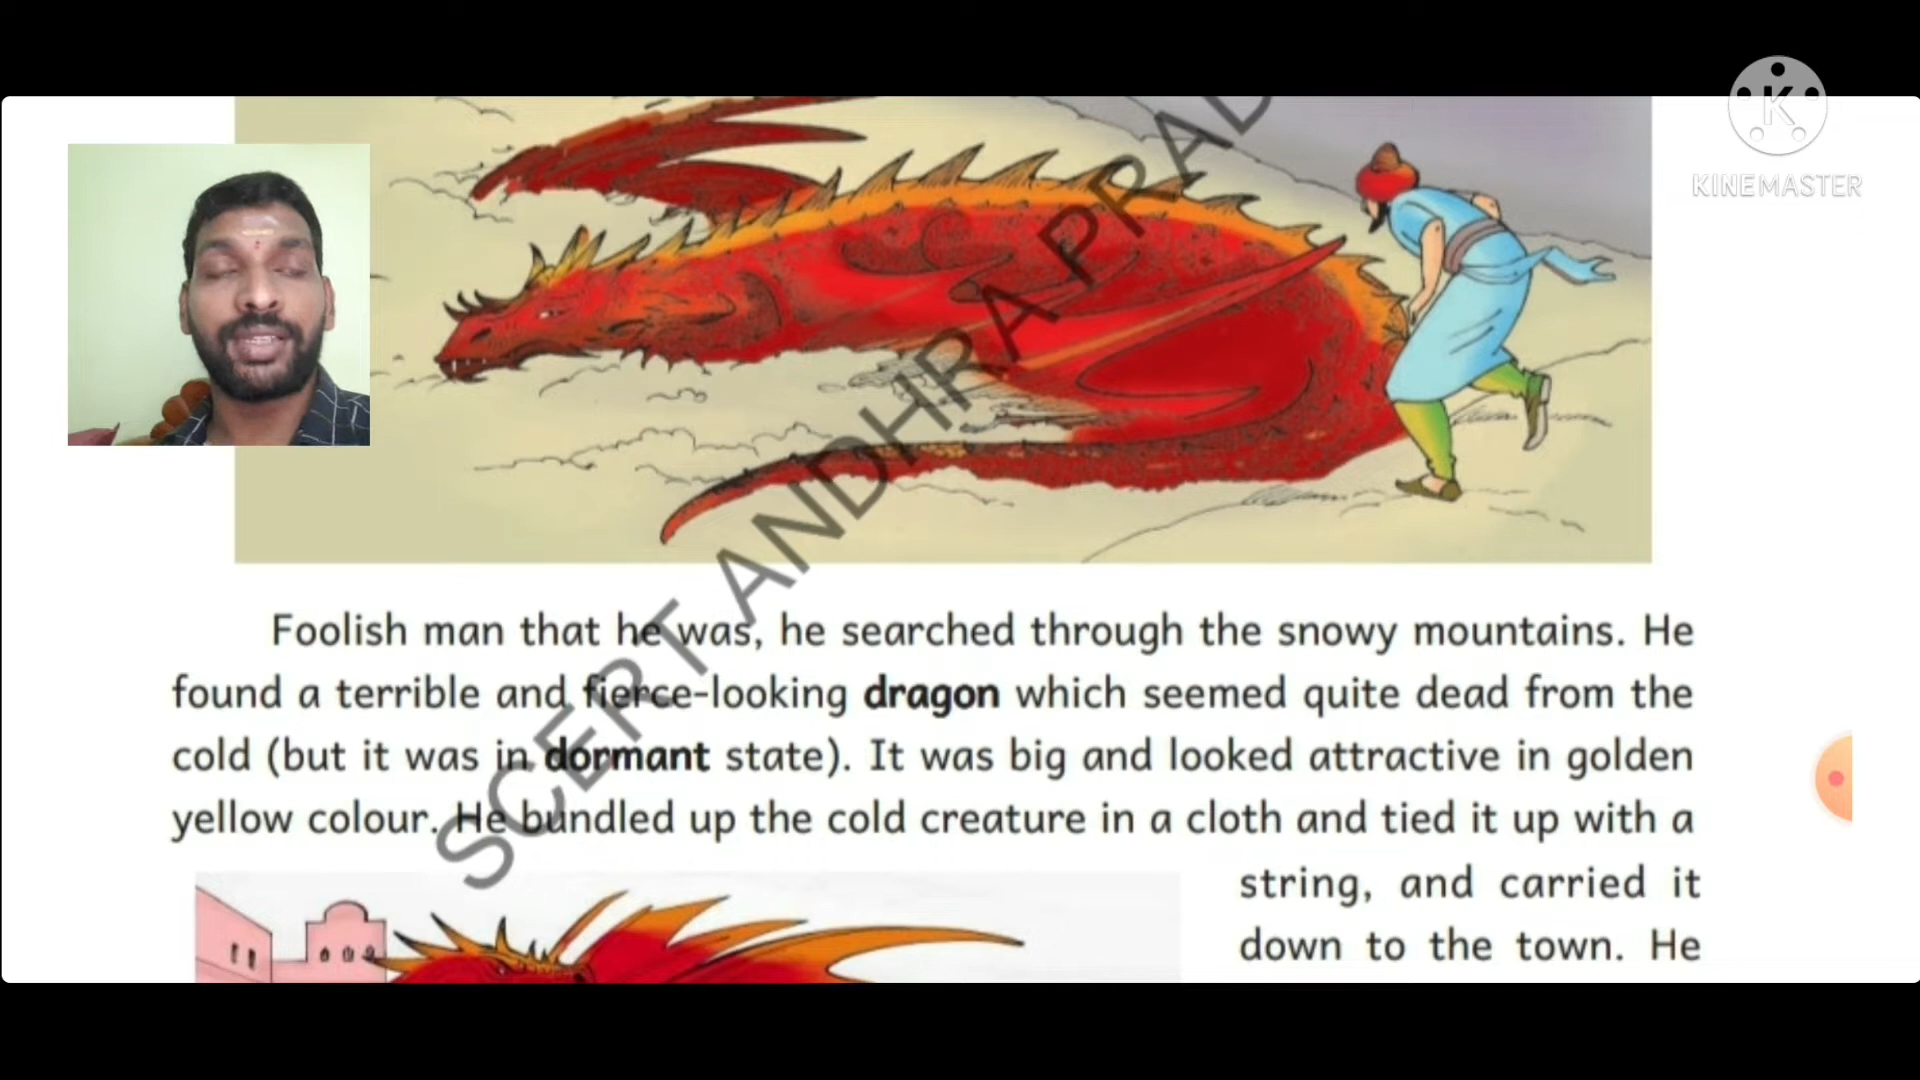 KINEMASTER
SCERT ANDHRA PRAD
Foolish man that he was, he searched through the snowy mountains. He
found a terrible and fierce-looking dragon which seemed quite dead from the
cold (but it was in dormant state). It was big and looked attractive in golden
yellow colour. He bundled up the cold creature in a cloth and tied it up with a
string, and carried it
down to the town. He